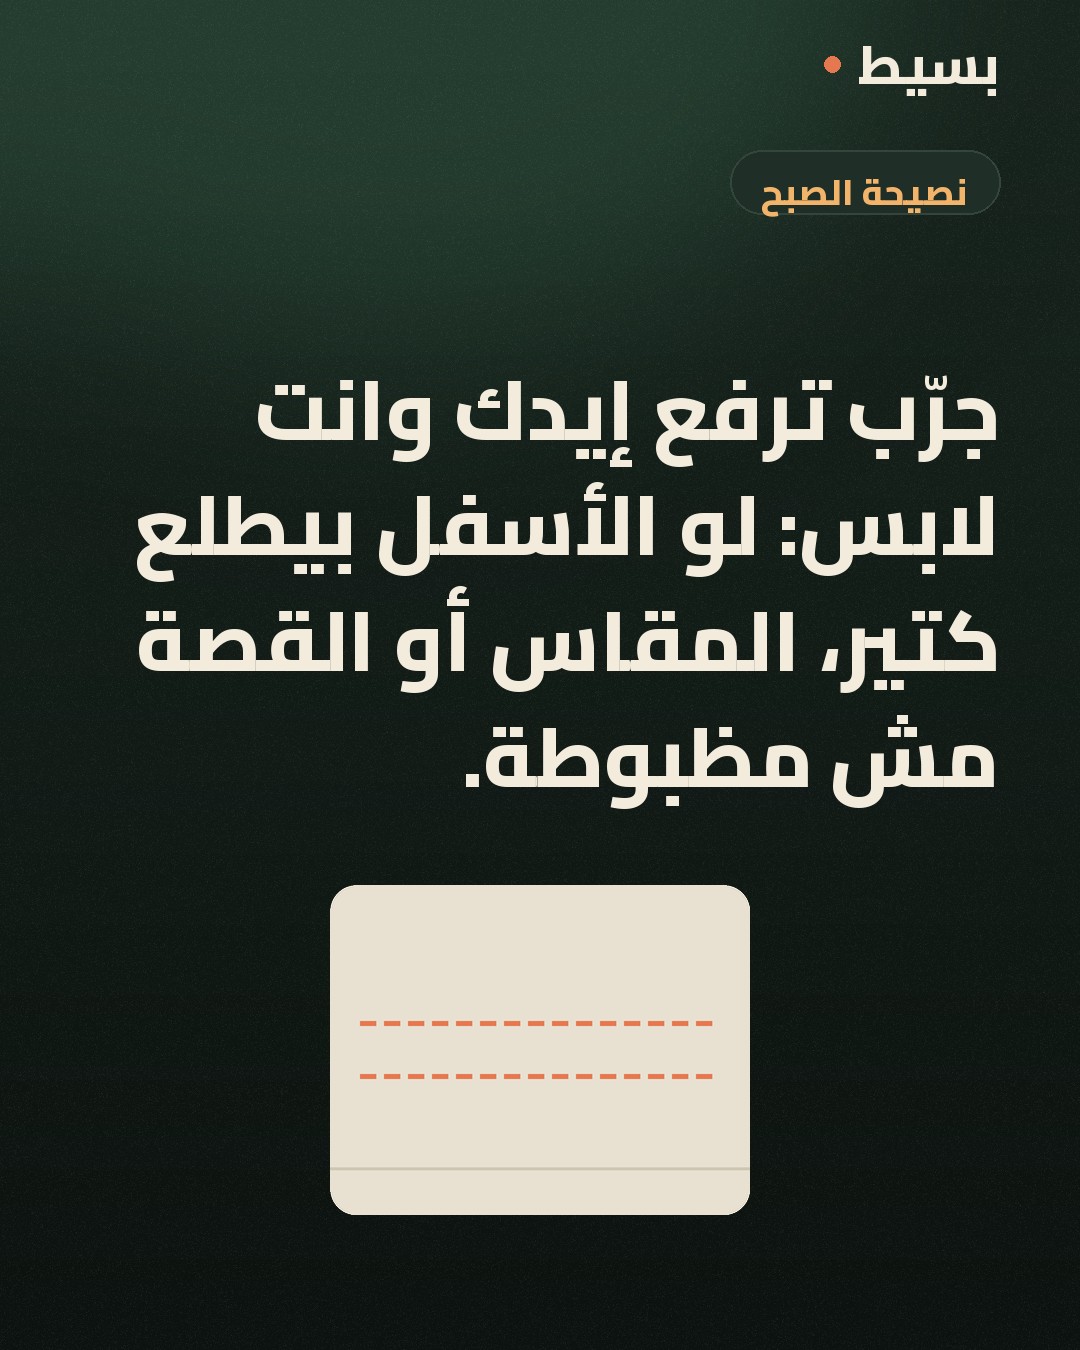 بسيط
نصيحة الصبح
جرّب ترفع إيدك وانت
لابس: لو الأسفل بيطلع
كتير، المقاس أو القصة
مش مظبوطة.